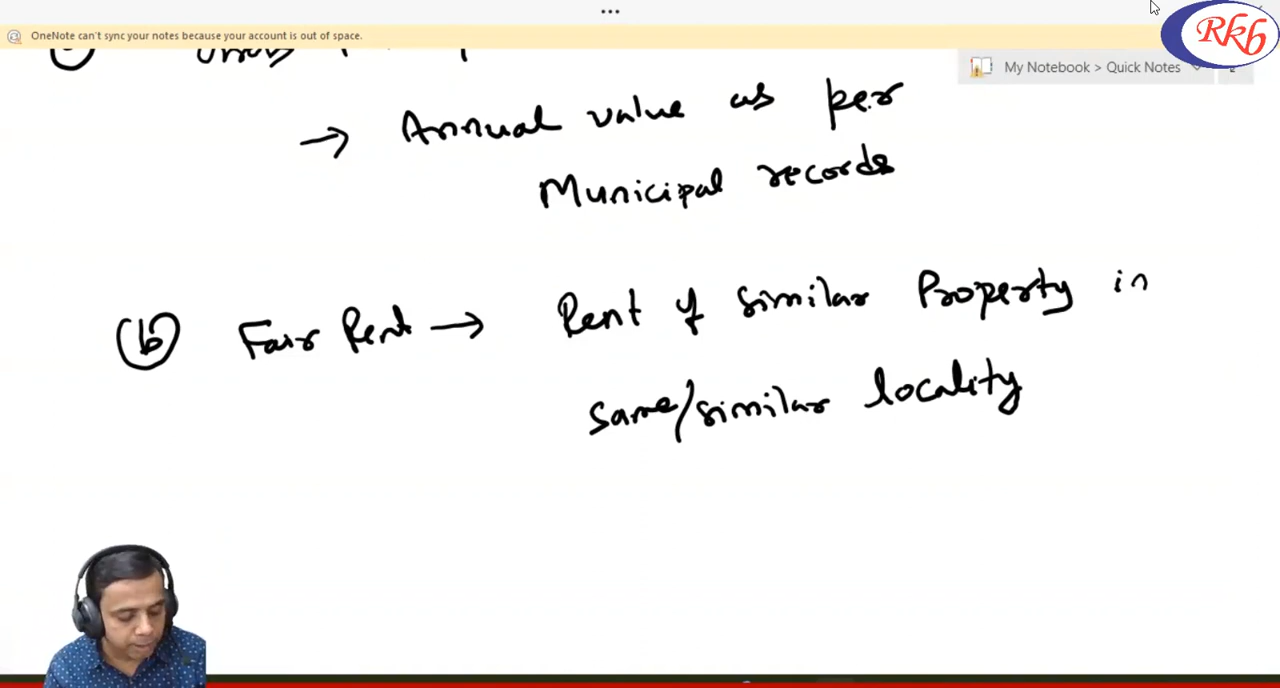 OneNote can't sync your notes because your account is out of space.
Rkb
My Notebook > Quick Notes
→ Annual value as per
Municipal records
(b) Fair Rent → Rent of similar Property in
same/similar locality